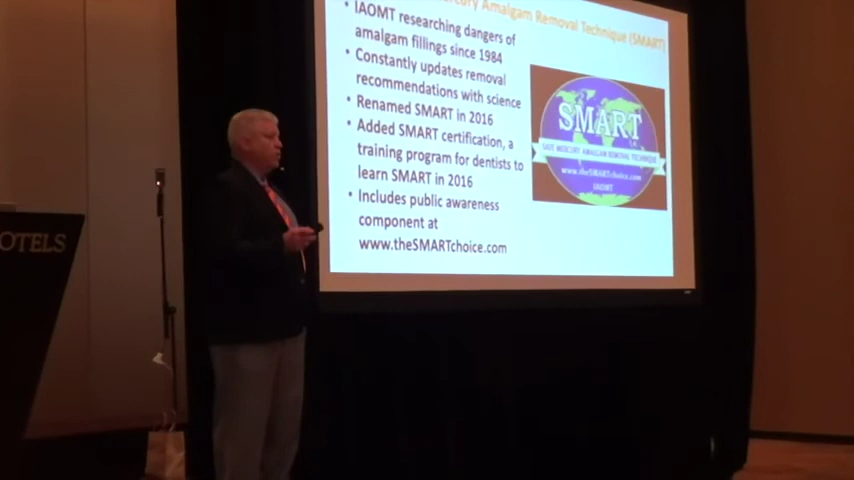 Amalgam Removal Technique (SMART)
• IAOMT researching dangers of
amalgam fillings since 1984
• Constantly updates removal
recommendations with science
• Renamed SMART in 2016
• Added SMART certification, a
training program for dentists to
learn SMART in 2016
• Includes public awareness
component at
www.theSMARTchoice.com
SMART
SAFE MERCURY AMALGAM REMOVAL TECHNIQUE
www.theSMARTchoice.com
IAOMT
OTELS